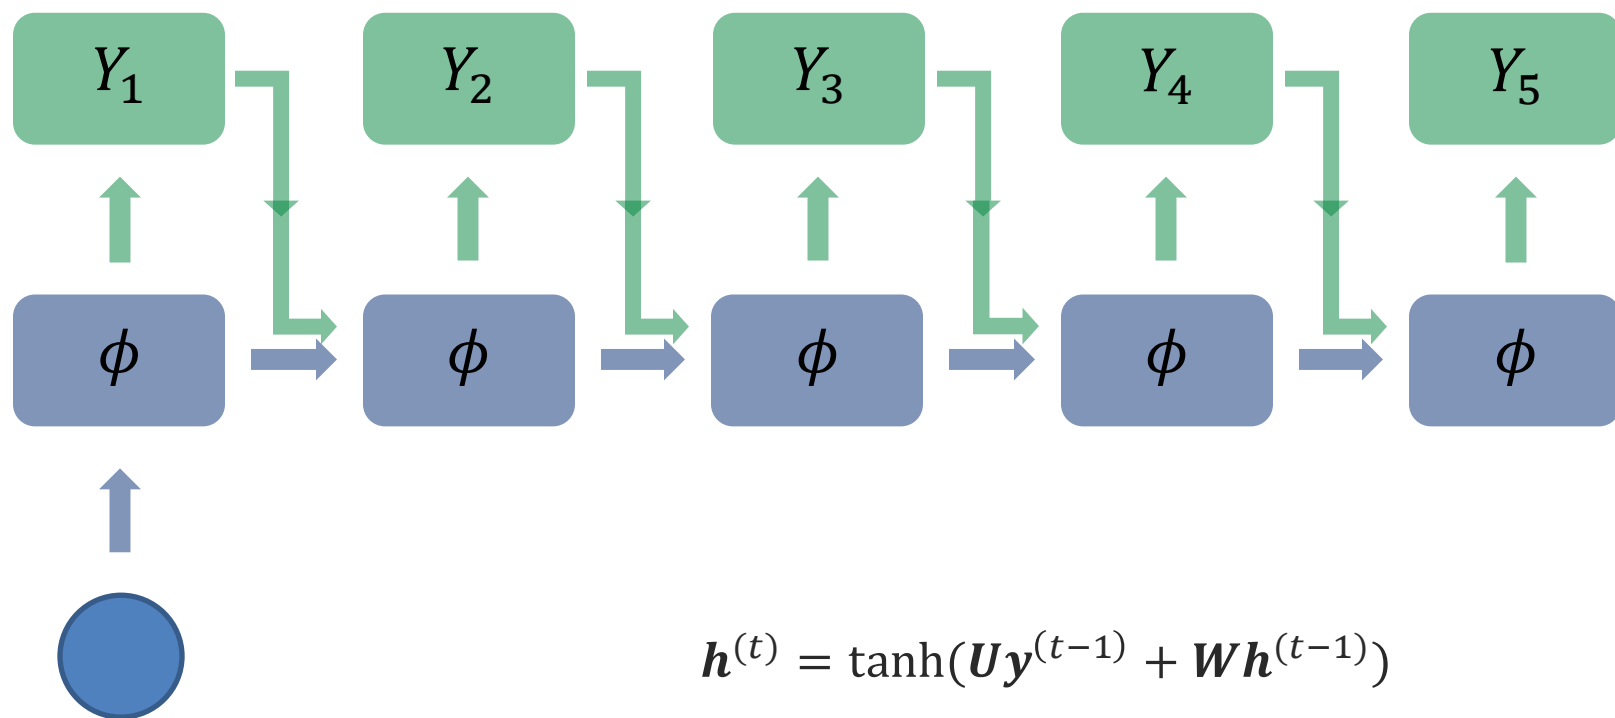 Y₁ Y₂ Y₃ Y₄ Y₅
ϕ ϕ ϕ ϕ ϕ
h⁽ᵗ⁾ = tanh(Uy⁽ᵗ⁻¹⁾ + Wh⁽ᵗ⁻¹⁾)